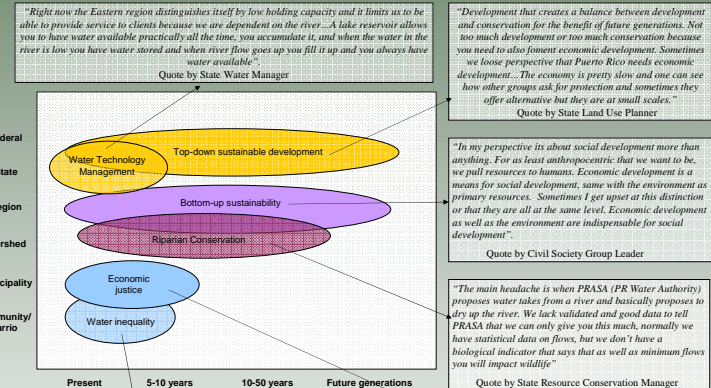 "Right now the Eastern region distinguishes itself by low holding capacity and it limits us to be
able to provide service to clients because we are dependent on the river…A lake reservoir allows
you to have water available practically all the time, you accumulate it, and when the water in the
river is low you have water stored and when river flow goes up you fill it up and you always have
water available".
Quote by State Water Manager
"Development that creates a balance between development
and conservation for the benefit of future generations. Not
too much development or too much conservation because
you need to also foment economic development. Sometimes
we loose perspective that Puerto Rico needs economic
development…The economy is pretty slow and one can see
how other groups ask for protection and sometimes they
offer alternative but they are at small scales."
Quote by State Land Use Planner
deral
tate
egion
rshed
icipality
munity/
rrio
Water Technology
Management
Top-down sustainable development
Bottom-up sustainability
Riparian Conservation
Economic
justice
Water inequality
Present 5-10 years 10-50 years Future generations
"In my perspective its about social development more than
anything. For as least anthropocentric that we want to be,
we pull resources to humans. Economic development is a
means for social development, same with the environment as
primary resources. Sometimes I get upset at this distinction
or that they are all at the same level. Economic development
as well as the environment are indispensable for social
development".
Quote by Civil Society Group Leader
"The main headache is when PRASA (PR Water Authority)
proposes water takes from a river and basically proposes to
dry up the river. We lack validated and good data to tell
PRASA that we can only give you this much, normally we
have statistical data on flows, but we don't have a
biological indicator that says that as well as minimum flows
you will impact wildlife"
Quote by State Resource Conservation Manager